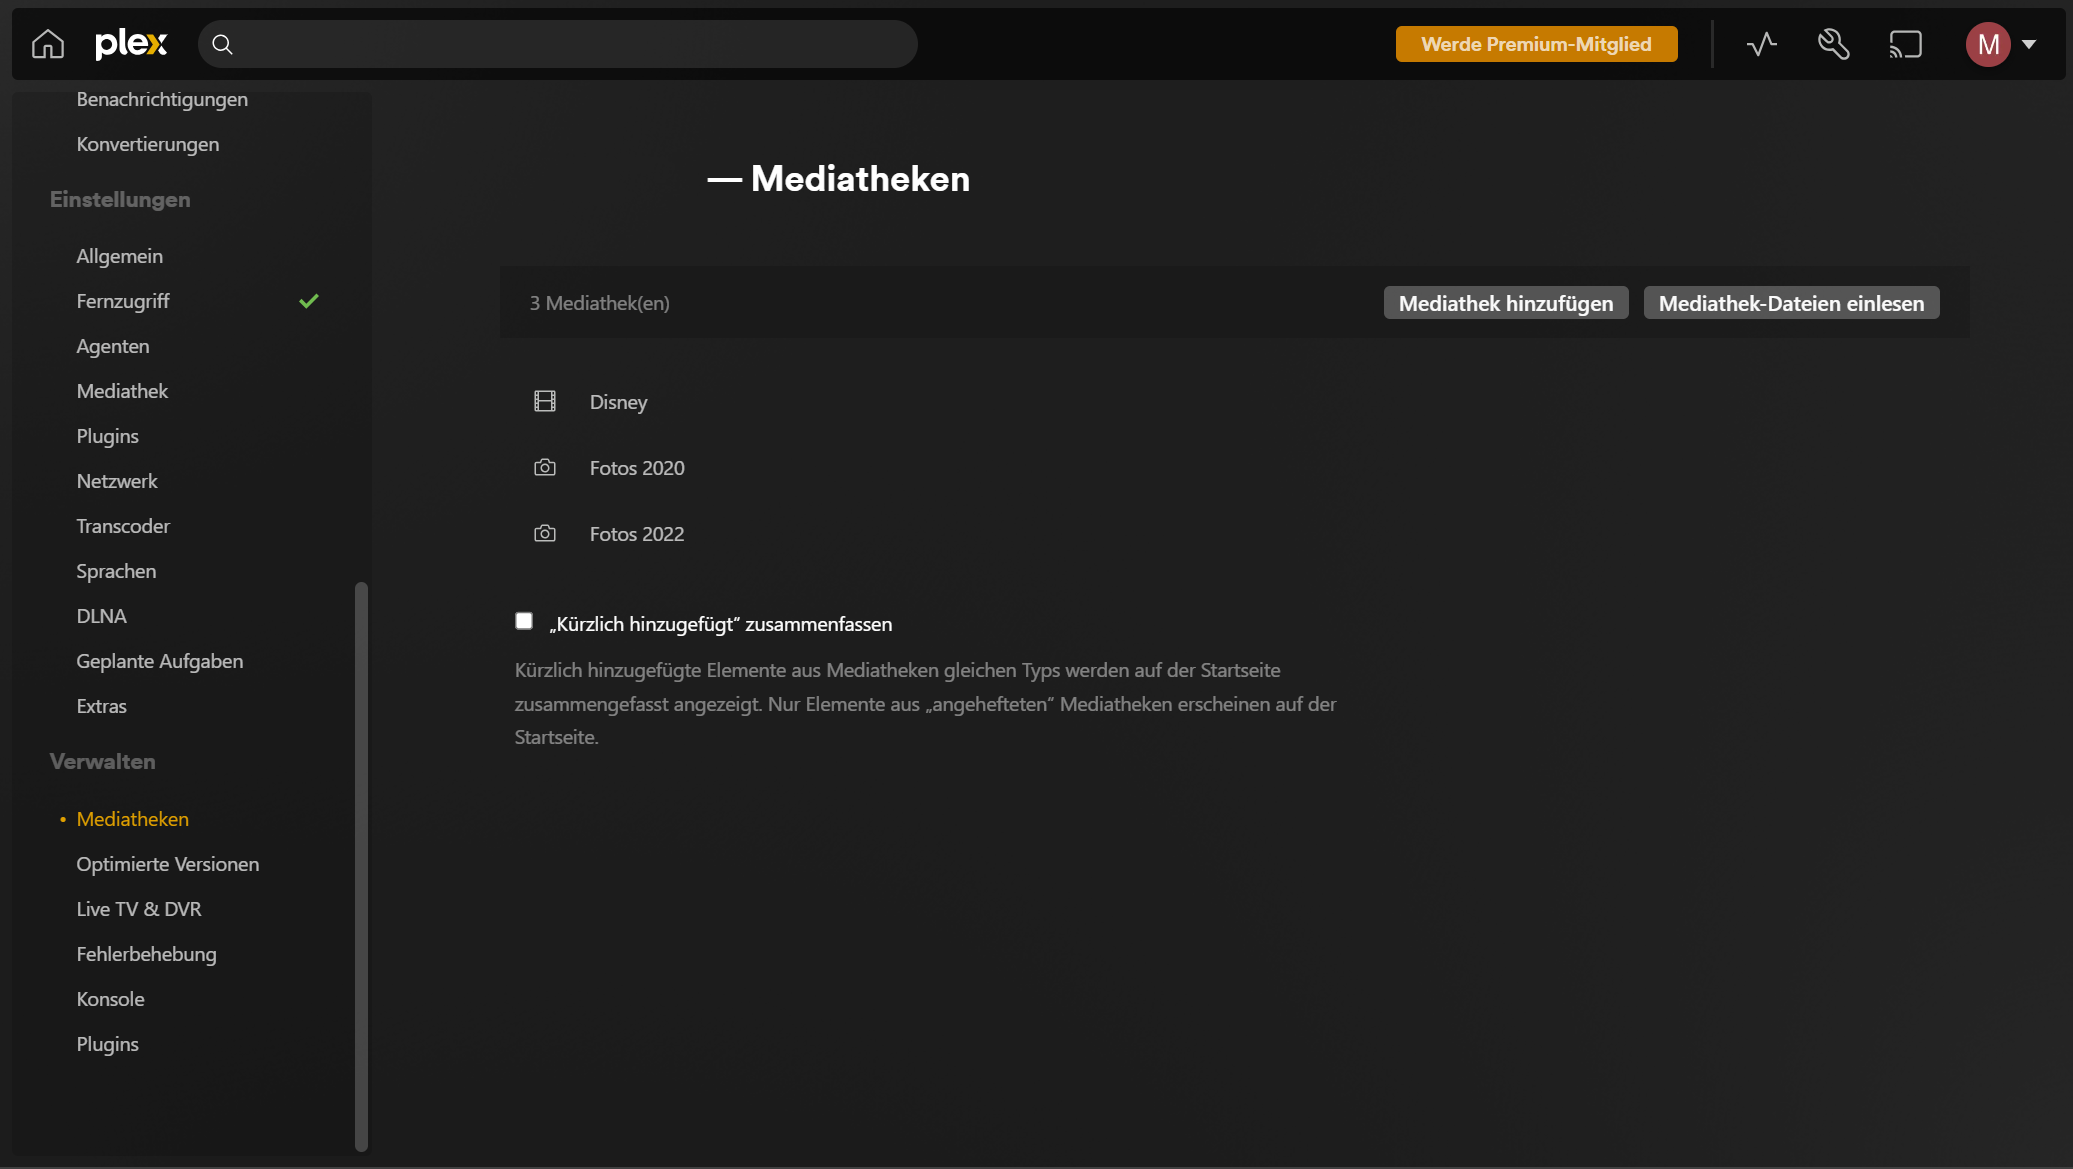 plex
Werde Premium-Mitglied
M
Benachrichtigungen
Konvertierungen
Einstellungen
Allgemein
Fernzugriff
Agenten
Mediathek
Plugins
Netzwerk
Transcoder
Sprachen
DLNA
Geplante Aufgaben
Extras
Verwalten
• Mediatheken
Optimierte Versionen
Live TV & DVR
Fehlerbehebung
Konsole
Plugins
— Mediatheken
3 Mediathek(en)
Mediathek hinzufügen
Mediathek-Dateien einlesen
Disney
Fotos 2020
Fotos 2022
„Kürzlich hinzugefügt“ zusammenfassen
Kürzlich hinzugefügte Elemente aus Mediatheken gleichen Typs werden auf der Startseite
zusammengefasst angezeigt. Nur Elemente aus „angehefteten” Mediatheken erscheinen auf der
Startseite.